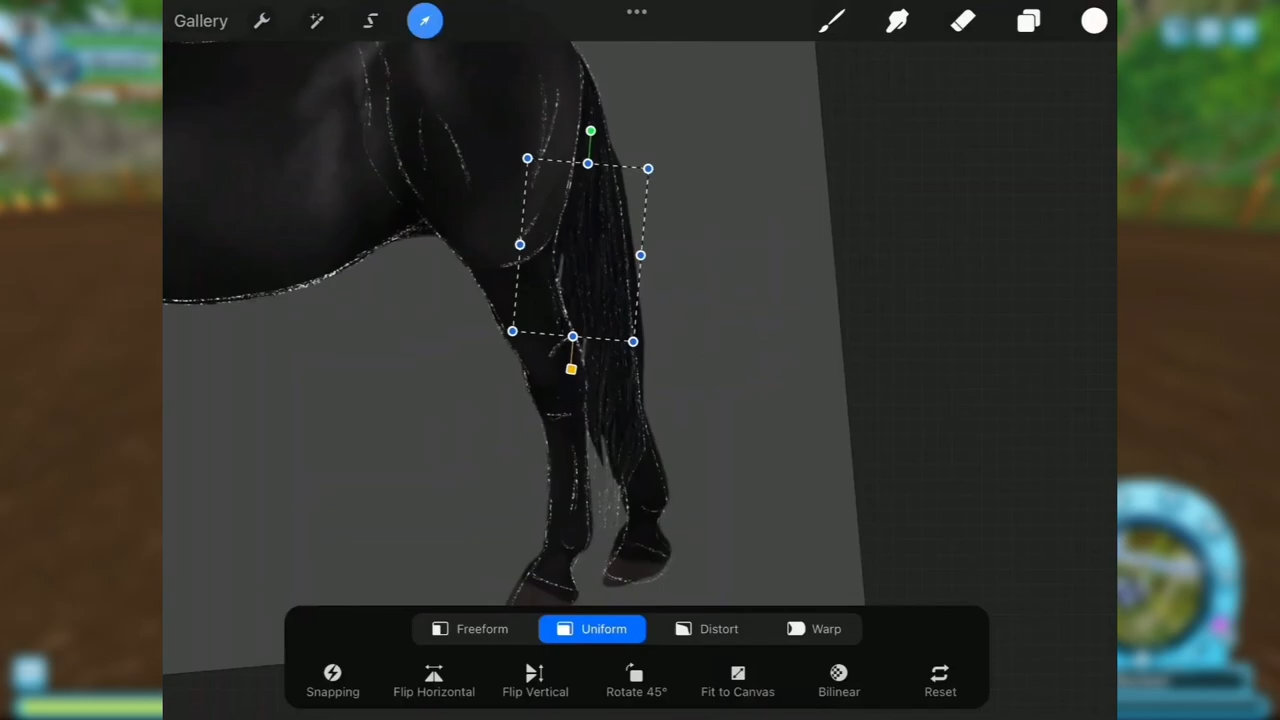 Gallery
Freeform Uniform Distort Warp
Snapping Flip Horizontal Flip Vertical Rotate 45° Fit to Canvas Bilinear Reset